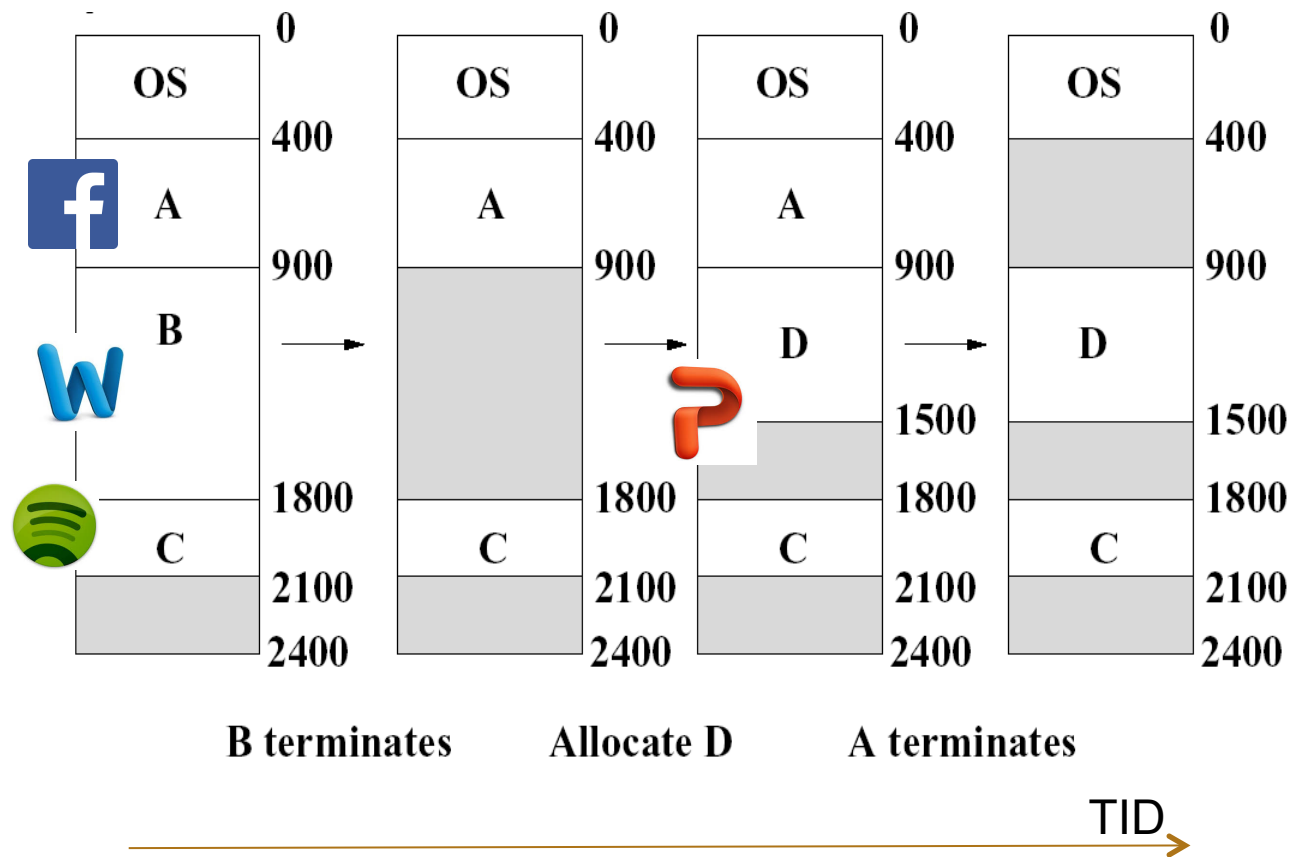 0 0 0 0
OS OS OS OS
400 400 400 400
A A A
900 900 900 900
B D D
1500 1500
1800 1800 1800 1800
C C C C
2100 2100 2100 2100
2400 2400 2400 2400
B terminates Allocate D A terminates
TID